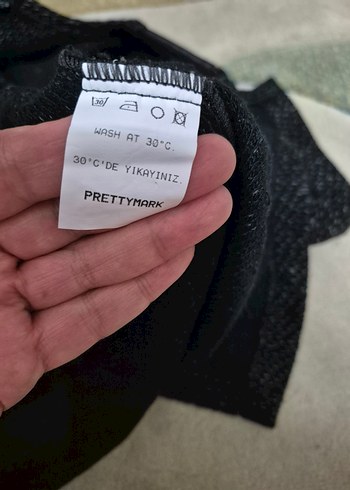 30
WASH AT 30°C.
30°C'DE YIKAYINIZ.
PRETTYMARK